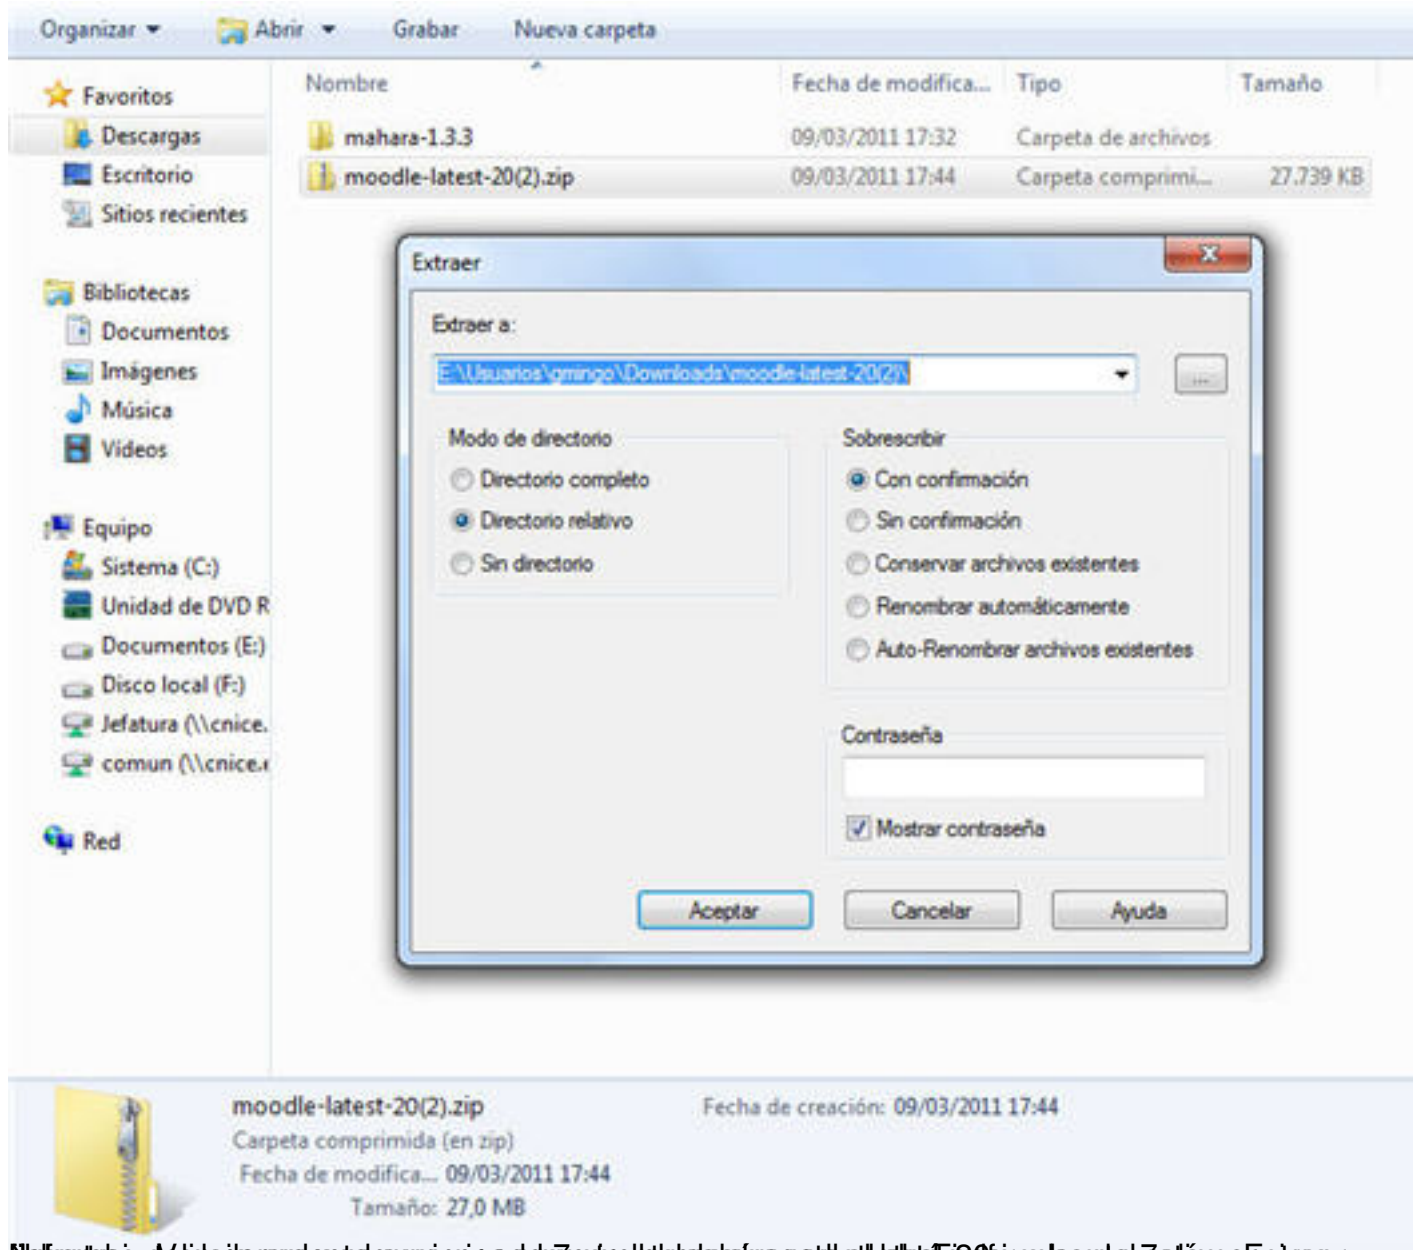 Organizar Abrir Grabar Nueva carpeta
Favoritos
Descargas
Escritorio
Sitios recientes
Bibliotecas
Documentos
Imágenes
Música
Vídeos
Equipo
Sistema (C:)
Unidad de DVD R
Documentos (E:)
Disco local (F:)
Jefatura (\\cnice.
comun (\\cnice.e
Red
Nombre Fecha de modifica... Tipo Tamaño
mahara-1.3.3 09/03/2011 17:32 Carpeta de archivos
moodle-latest-20(2).zip 09/03/2011 17:44 Carpeta comprimi... 27.739 KB
Extraer
Extraer a:
E:\Usuarios\gmingo\Downloads\moodle-latest-20(2)\
...
Modo de directorio
Directorio completo
Directorio relativo
Sin directorio
Sobrescribir
Con confirmación
Sin confirmación
Conservar archivos existentes
Renombrar automáticamente
Auto-Renombrar archivos existentes
Contraseña
Mostrar contraseña
Aceptar Cancelar Ayuda
moodle-latest-20(2).zip Fecha de creación: 09/03/2011 17:44
Carpeta comprimida (en zip)
Fecha de modifica... 09/03/2011 17:44
Tamaño: 27,0 MB